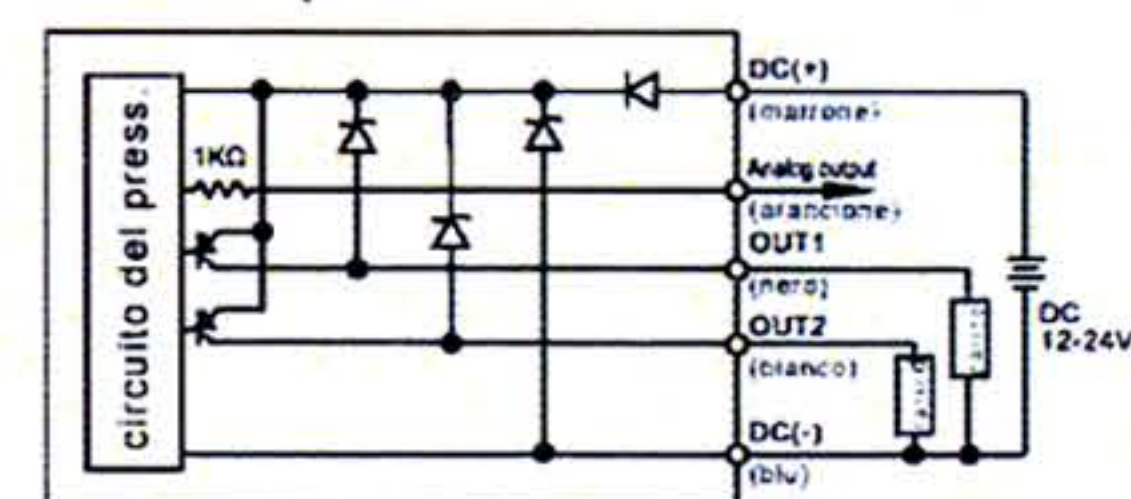 circuito del press.
1KΩ
DC(+)
(marrone)
Analog output
(arancione)
OUT1
(nero)
OUT2
(bianco)
DC(-)
(blu)
DC
12-24V